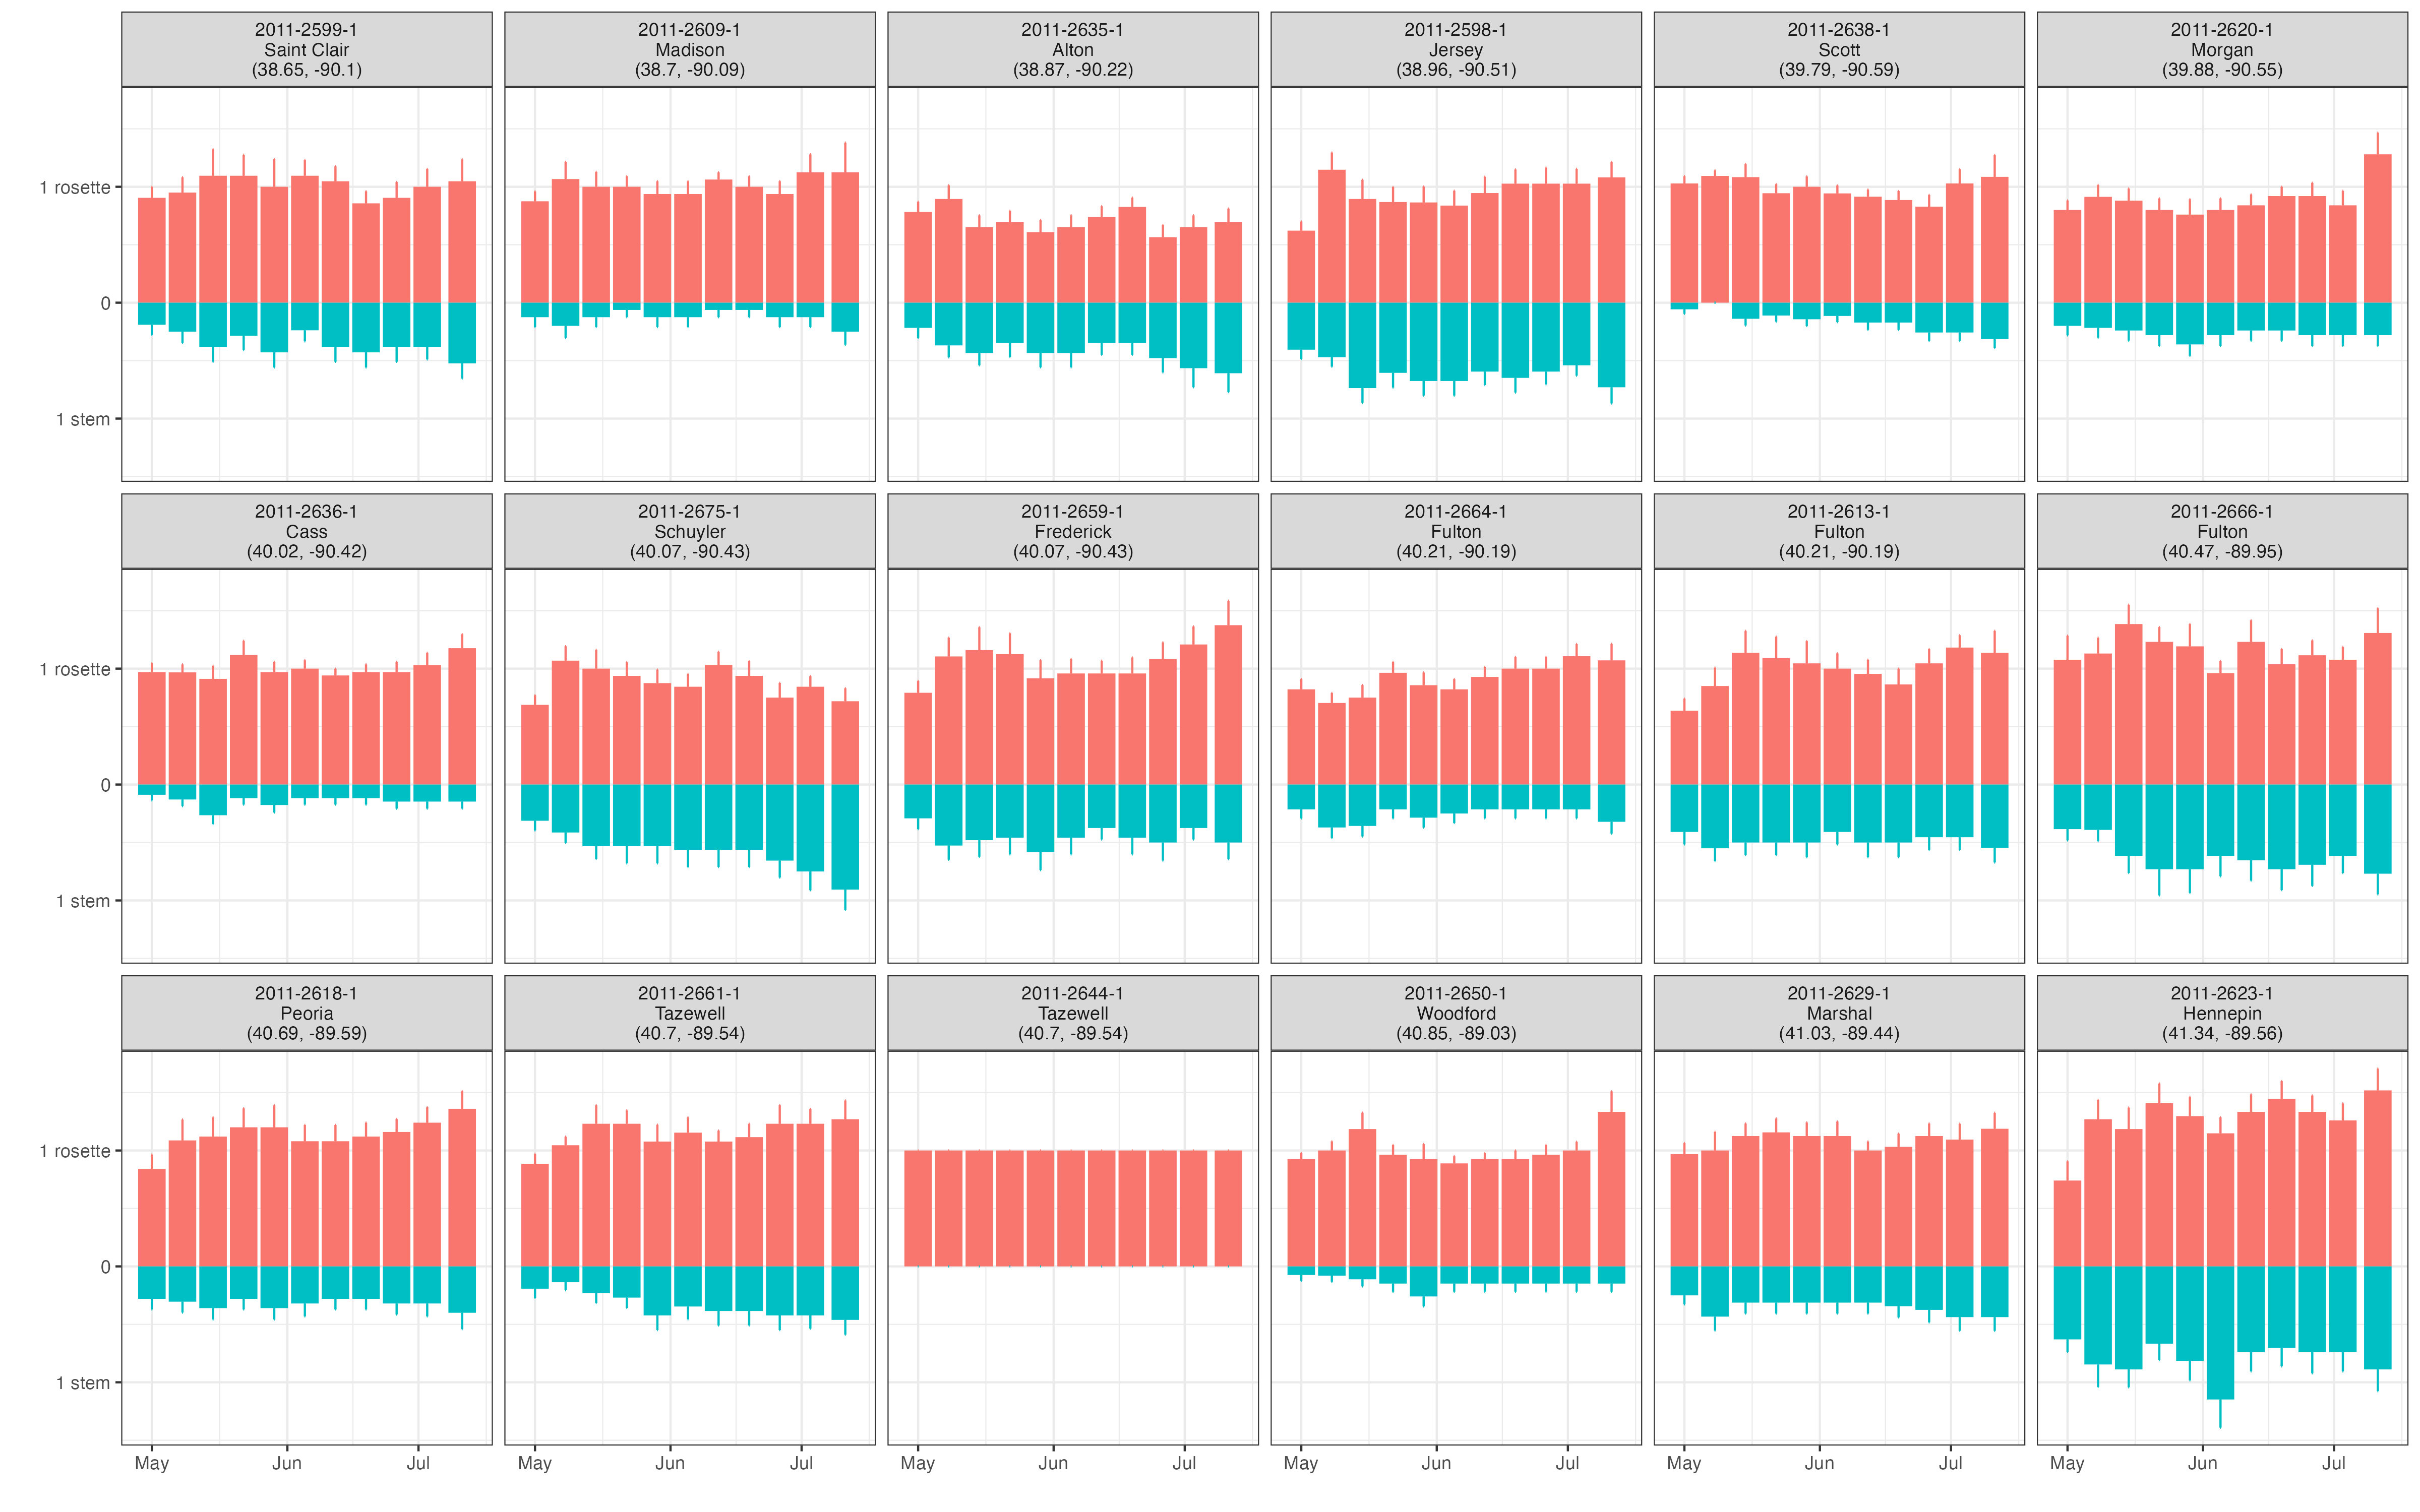 2011-2599-1
Saint Clair
(38.65, -90.1)
2011-2609-1
Madison
(38.7, -90.09)
2011-2635-1
Alton
(38.87, -90.22)
2011-2598-1
Jersey
(38.96, -90.51)
2011-2638-1
Scott
(39.79, -90.59)
2011-2620-1
Morgan
(39.88, -90.55)
1 rosette
0
1 stem
2011-2636-1
Cass
(40.02, -90.42)
2011-2675-1
Schuyler
(40.07, -90.43)
2011-2659-1
Frederick
(40.07, -90.43)
2011-2664-1
Fulton
(40.21, -90.19)
2011-2613-1
Fulton
(40.21, -90.19)
2011-2666-1
Fulton
(40.47, -89.95)
1 rosette
0
1 stem
2011-2618-1
Peoria
(40.69, -89.59)
2011-2661-1
Tazewell
(40.7, -89.54)
2011-2644-1
Tazewell
(40.7, -89.54)
2011-2650-1
Woodford
(40.85, -89.03)
2011-2629-1
Marshal
(41.03, -89.44)
2011-2623-1
Hennepin
(41.34, -89.56)
1 rosette
0
1 stem
May Jun Jul May Jun Jul May Jun Jul May Jun Jul May Jun Jul May Jun Jul